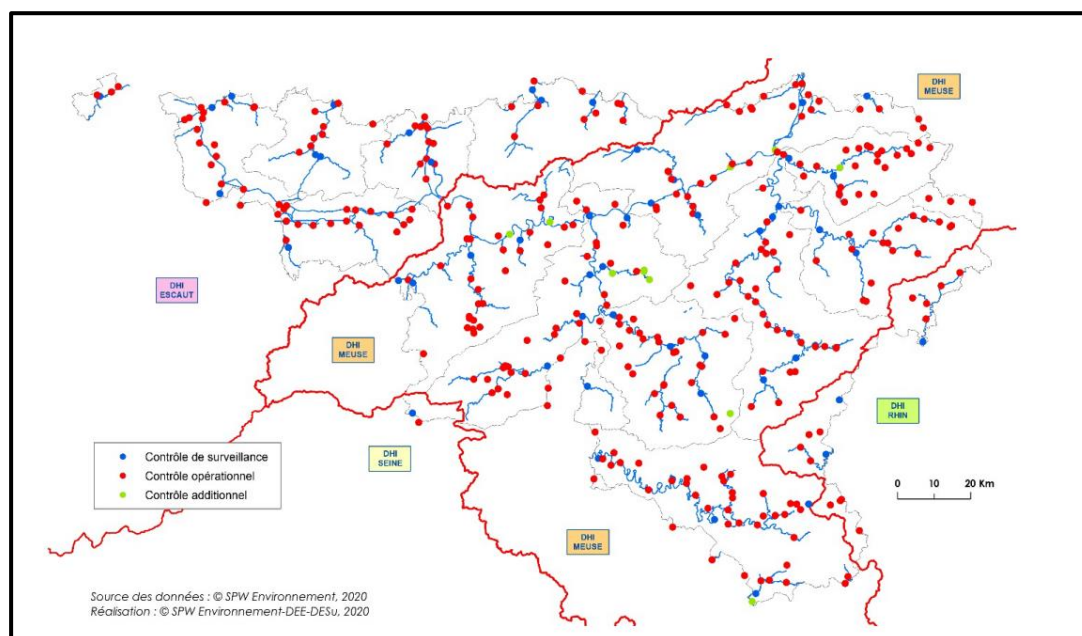 DHI
MEUSE
DHI
ESCAUT
DHI
MEUSE
DHI
RHIN
DHI
SEINE
Contrôle de surveillance
Contrôle opérationnel
Contrôle additionnel
0 10 20 Km
DHI
MEUSE
Source des données : © SPW Environnement, 2020
Réalisation : © SPW Environnement-DEE-DESu, 2020